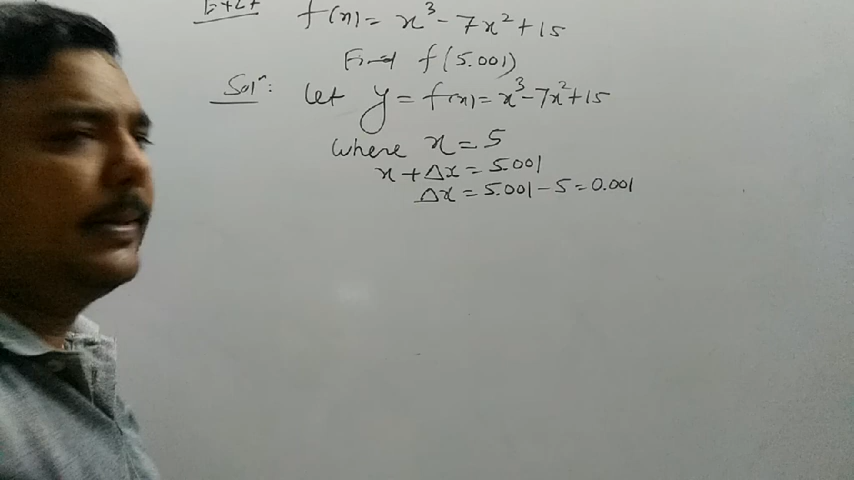 f(x) = x³ - 7x² + 15
Find f(5.001)
Solⁿ: let y = f(x) = x³ - 7x² + 15
where x = 5
x + Δx = 5.001
Δx = 5.001 - 5 = 0.001